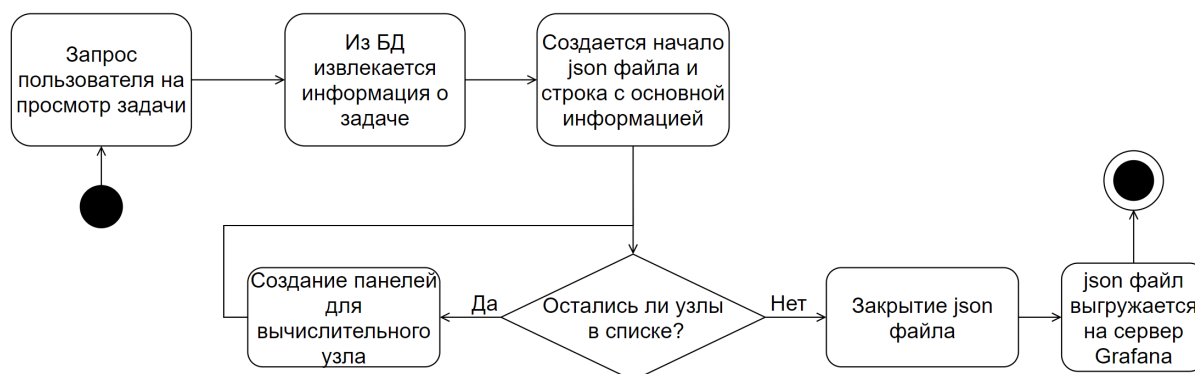 Запрос
пользователя на
просмотр задачи
Из БД
извлекается
информация о
задаче
Создается начало
json файла и
строка с основной
информацией
Создание панелей
для
вычислительного
узла
Да
Остались ли узлы
в списке?
Нет
Закрытие json
файла
json файл
выгружается
на сервер
Grafana